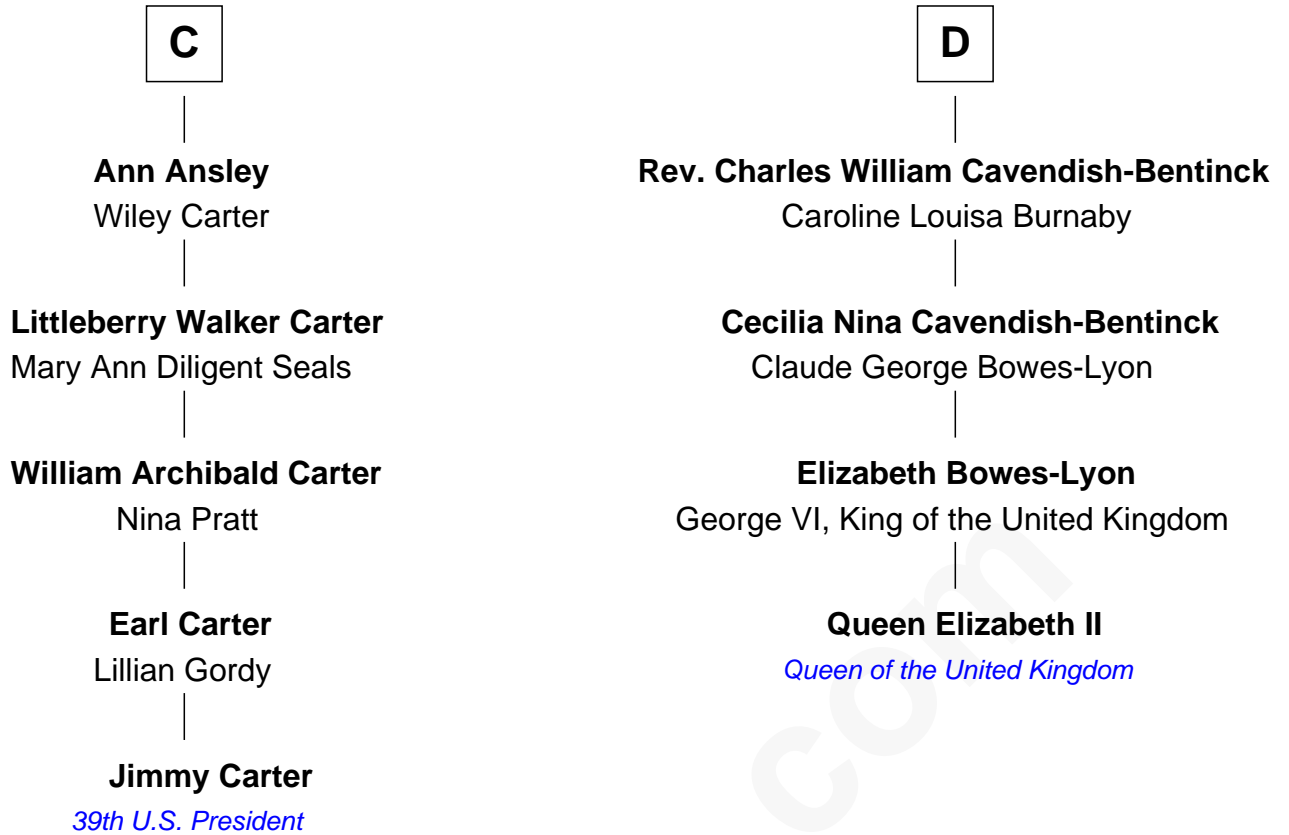 C
Ann Ansley
Wiley Carter
Littleberry Walker Carter
Mary Ann Diligent Seals
William Archibald Carter
Nina Pratt
Earl Carter
Lillian Gordy
Jimmy Carter
39th U.S. President
D
Rev. Charles William Cavendish-Bentinck
Caroline Louisa Burnaby
Cecilia Nina Cavendish-Bentinck
Claude George Bowes-Lyon
Elizabeth Bowes-Lyon
George VI, King of the United Kingdom
Queen Elizabeth II
Queen of the United Kingdom
com